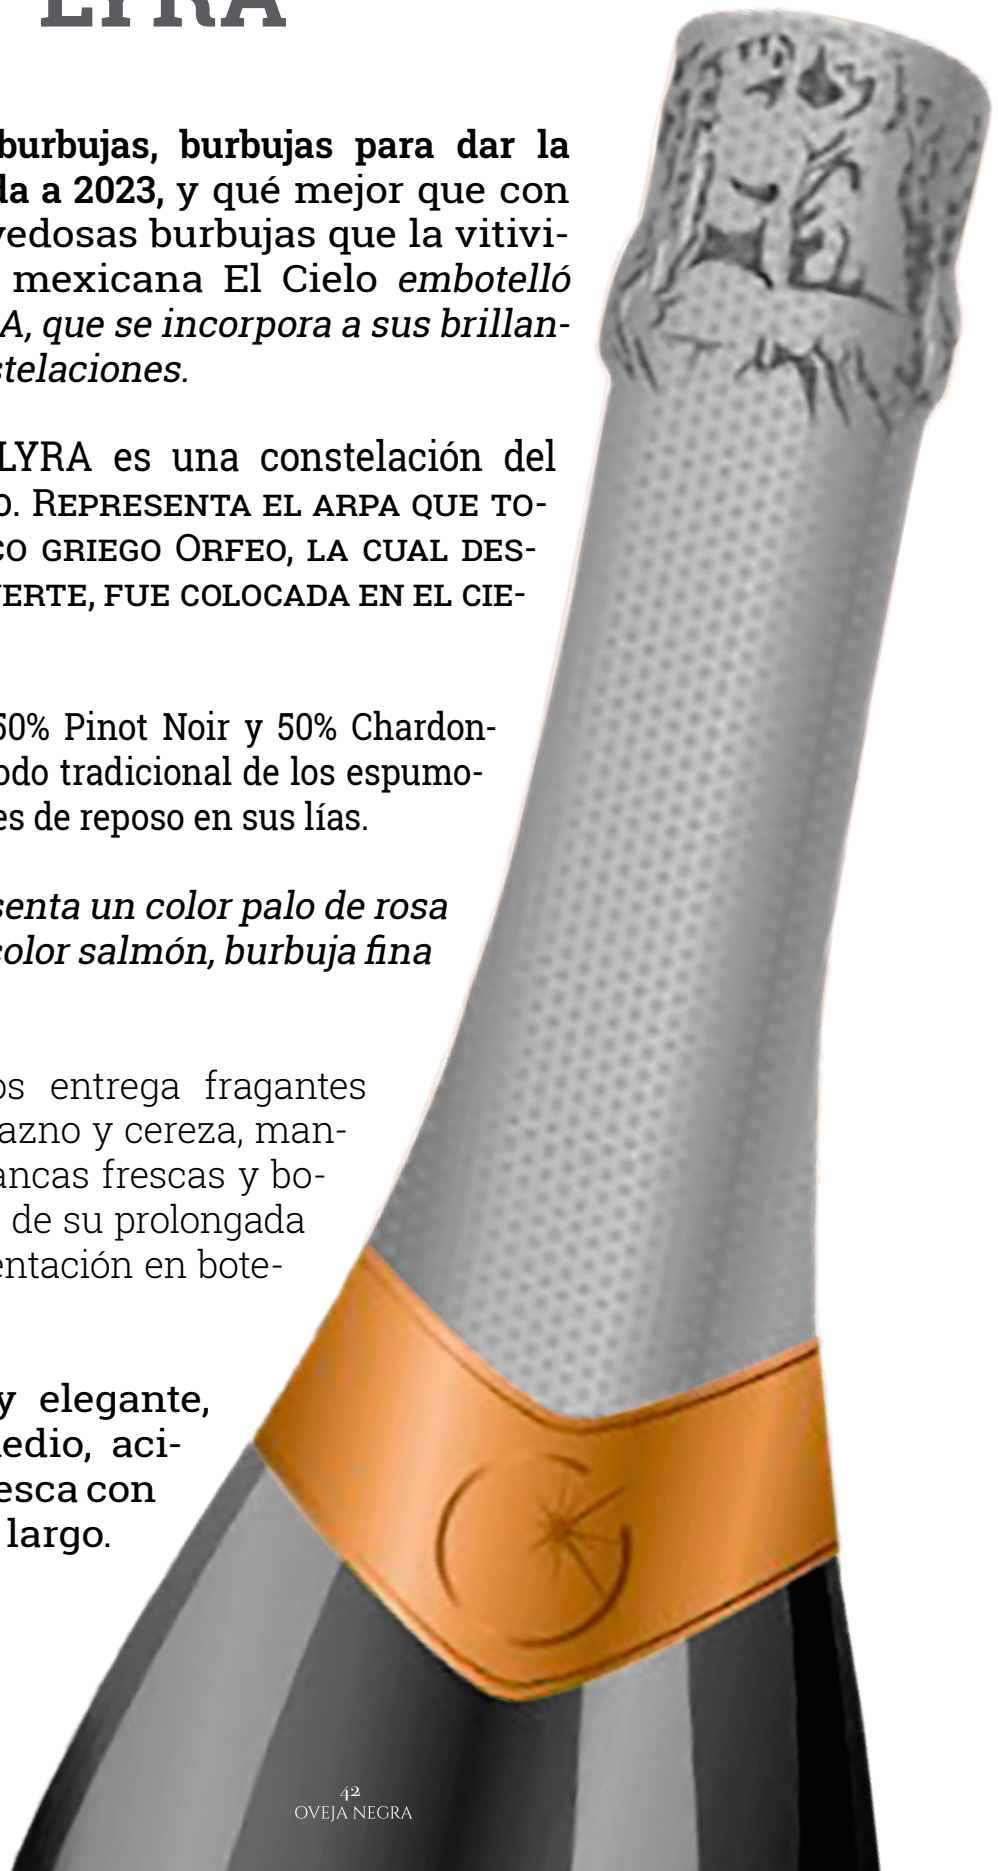 LYRA
burbujas, burbujas para dar la
da a 2023, y qué mejor que con
vedosas burbujas que la vitivi-
mexicana El Cielo embotelló
A, que se incorpora a sus brillan-
stelaciones.
LYRA es una constelación del
O. REPRESENTA EL ARPA QUE TO-
CO GRIEGO ORFEO, LA CUAL DES-
ERTE, FUE COLOCADA EN EL CIE-
50% Pinot Noir y 50% Chardon-
odo tradicional de los espumo-
es de reposo en sus lías.
senta un color palo de rosa
color salmón, burbuja fina
os entrega fragantes
azno y cereza, man-
ancas frescas y bo-
de su prolongada
entación en bote-
y elegante,
edio, aci-
esca con
largo.
42
OVEJA NEGRA